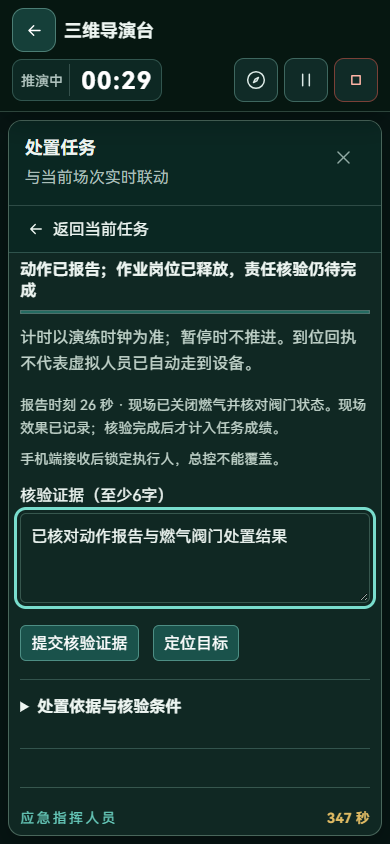 三维导演台
推演中 00:29
处置任务
与当前场次实时联动
返回当前任务
动作已报告；作业岗位已释放，责任核验仍待完
成
计时以演练时钟为准；暂停时不推进。到位回执
不代表虚拟人员已自动走到设备。
报告时刻 26 秒 · 现场已关闭燃气并核对阀门状态。现场
效果已记录；核验完成后才计入任务成绩。
手机端接收后锁定执行人，总控不能覆盖。
核验证据（至少6字）
已核对动作报告与燃气阀门处置结果
提交核验证据 定位目标
处置依据与核验条件
应急指挥人员 347 秒